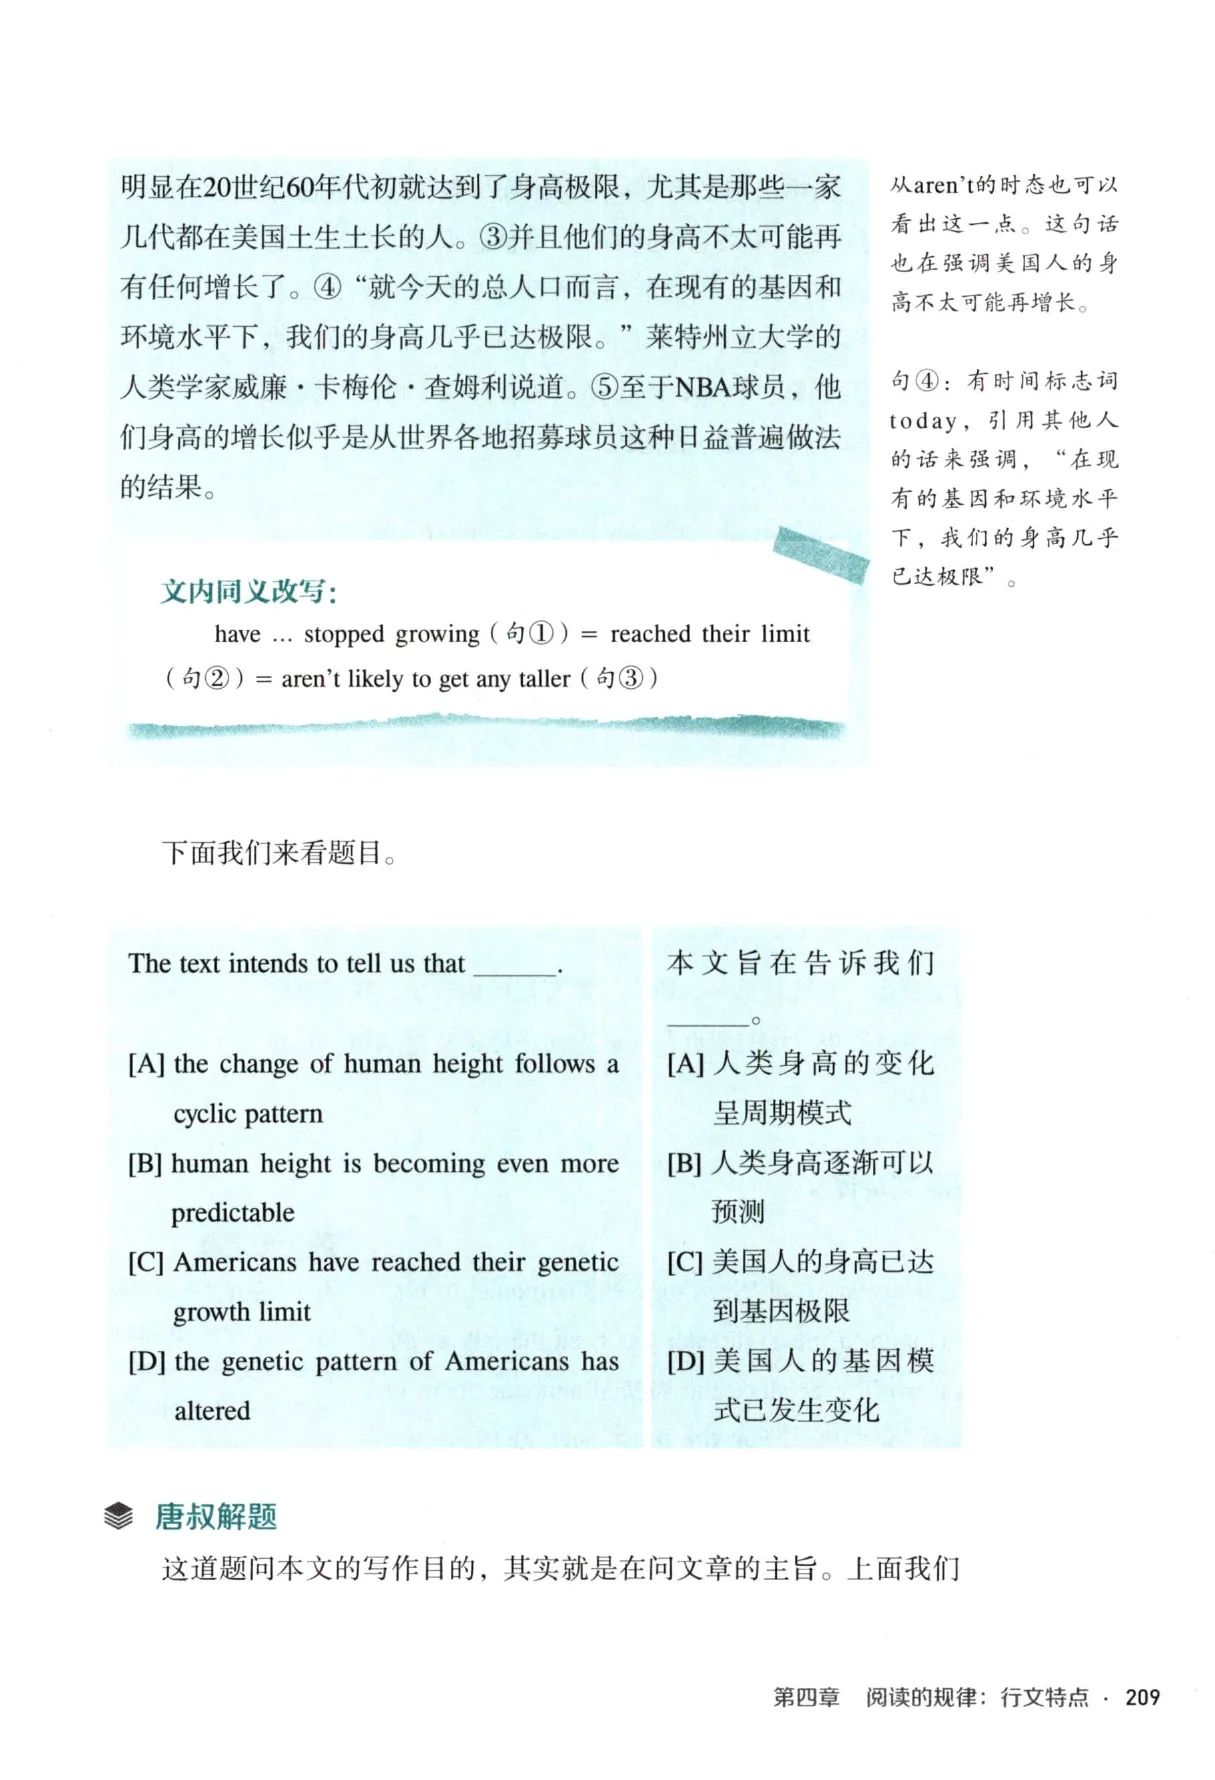 明显在20世纪60年代初就达到了身高极限，尤其是那些一家
几代都在美国土生土长的人。③并且他们的身高不太可能再
有任何增长了。④“就今天的总人口而言，在现有的基因和
环境水平下，我们的身高几乎已达极限。”莱特州立大学的
人类学家威廉·卡梅伦·查姆利说道。⑤至于NBA球员，他
们身高的增长似乎是从世界各地招募球员这种日益普遍做法
的结果。
从aren't的时态也可以
看出这一点。这句话
也在强调美国人的身
高不太可能再增长。
句④：有时间标志词
today，引用其他人
的话来强调，“在现
有的基因和环境水平
下，我们的身高几乎
已达极限”。
文内同义改写：
have ... stopped growing（句①）= reached their limit
（句②）= aren't likely to get any taller（句③）
下面我们来看题目。
The text intends to tell us that ______.
[A] the change of human height follows a
cyclic pattern
[B] human height is becoming even more
predictable
[C] Americans have reached their genetic
growth limit
[D] the genetic pattern of Americans has
altered
本文旨在告诉我们
______。
[A] 人类身高的变化
呈周期模式
[B] 人类身高逐渐可以
预测
[C] 美国人的身高已达
到基因极限
[D] 美国人的基因模
式已发生变化
唐叔解题
这道题问本文的写作目的，其实就是在问文章的主旨。上面我们
第四章 阅读的规律：行文特点 · 209